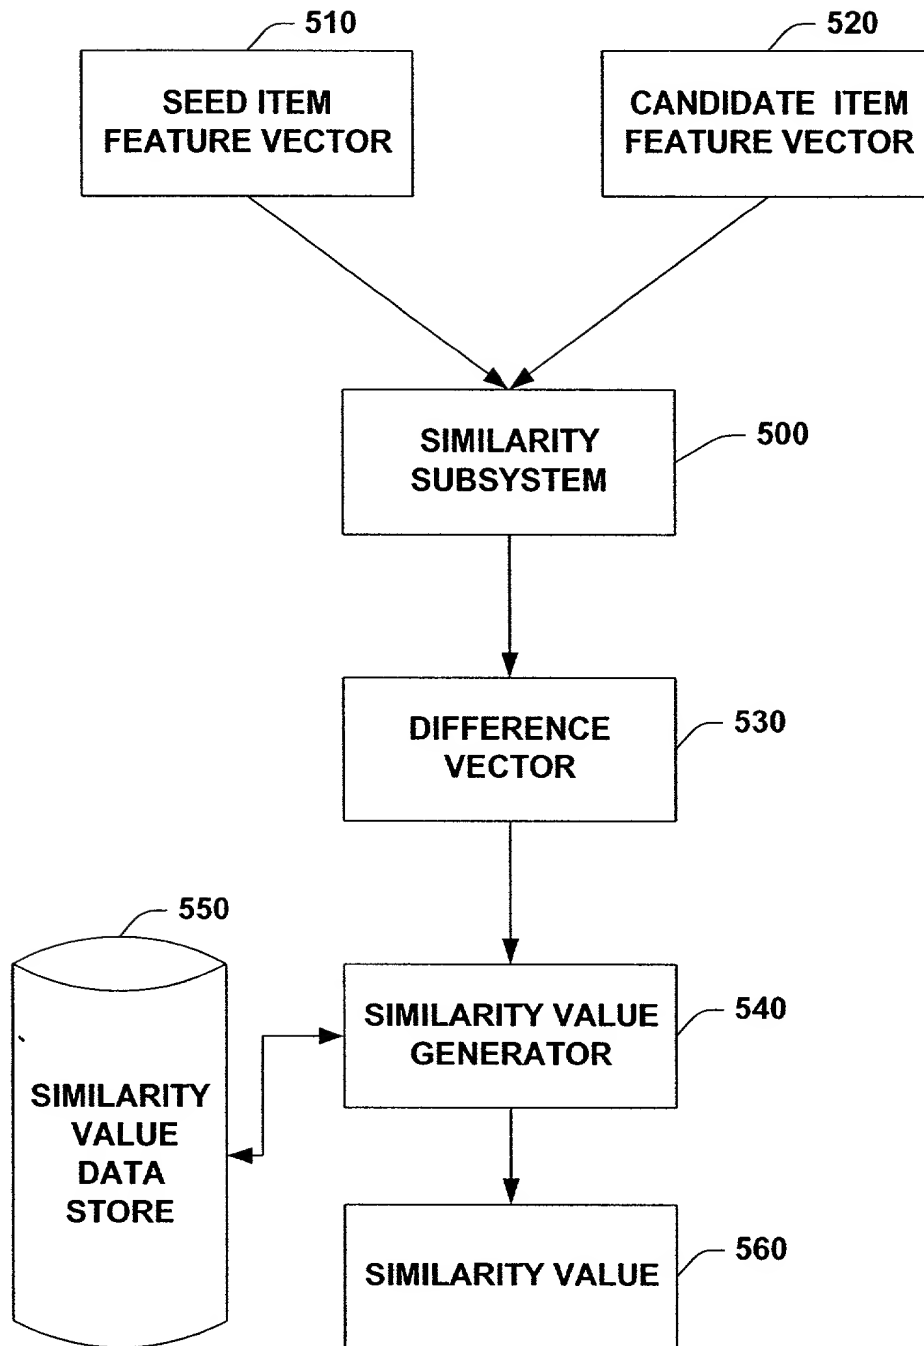 510
520
SEED ITEM
FEATURE VECTOR
CANDIDATE ITEM
FEATURE VECTOR
SIMILARITY
SUBSYSTEM
500
DIFFERENCE
VECTOR
530
550
SIMILARITY VALUE
GENERATOR
540
SIMILARITY
VALUE
DATA
STORE
SIMILARITY VALUE
560